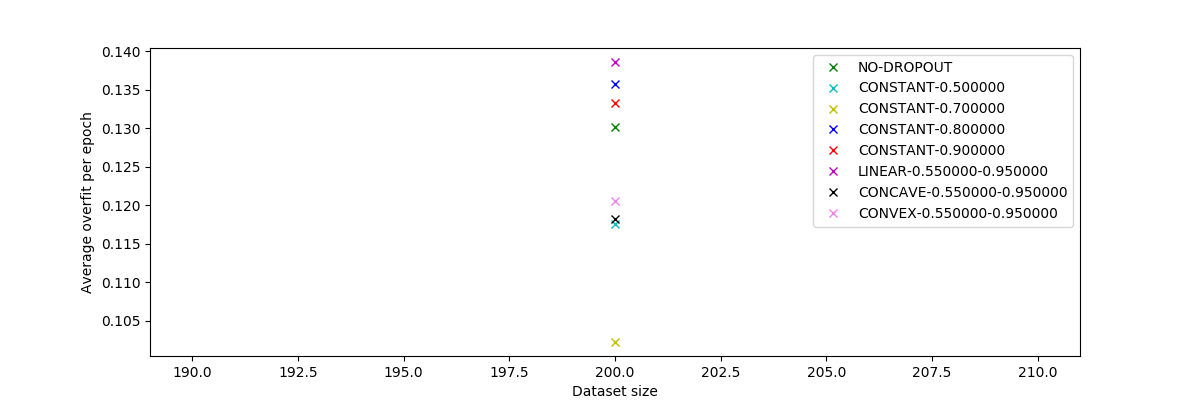 0.140
0.135
0.130
0.125
0.120
0.115
0.110
0.105
Average overfit per epoch
NO-DROPOUT
CONSTANT-0.500000
CONSTANT-0.700000
CONSTANT-0.800000
CONSTANT-0.900000
LINEAR-0.550000-0.950000
CONCAVE-0.550000-0.950000
CONVEX-0.550000-0.950000
190.0 192.5 195.0 197.5 200.0 202.5 205.0 207.5 210.0
Dataset size